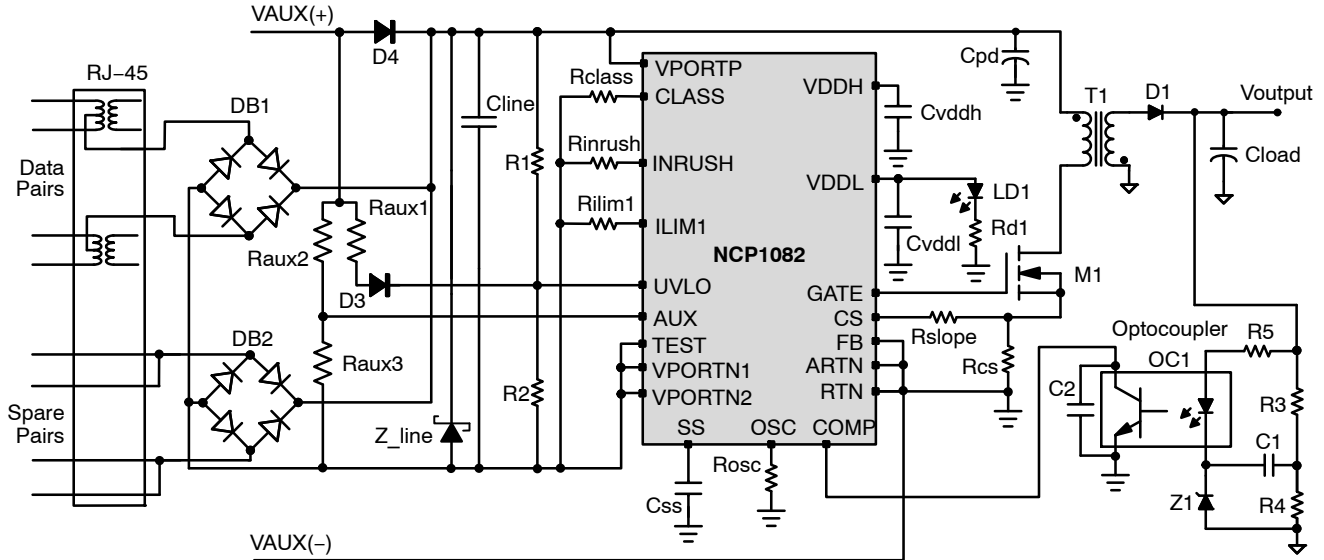 VAUX(+)
D4
RJ−45
DB1
Data
Pairs
Raux1
Raux2
D3
Raux3
DB2
Spare
Pairs
Z_line
Cline
R1
R2
Rclass
Rinrush
Rilim1
VPORTP
CLASS
INRUSH
ILIM1
NCP1082
UVLO
AUX
TEST
VPORTN1
VPORTN2
SS
OSC
COMP
VDDH
VDDL
GATE
CS
FB
ARTN
RTN
Css
Rosc
Cpd
Cvddh
LD1
Cvddl
Rd1
M1
Rslope
Rcs
T1
D1
Voutput
Cload
Optocoupler
OC1
R5
C2
R3
C1
Z1
R4
VAUX(−)